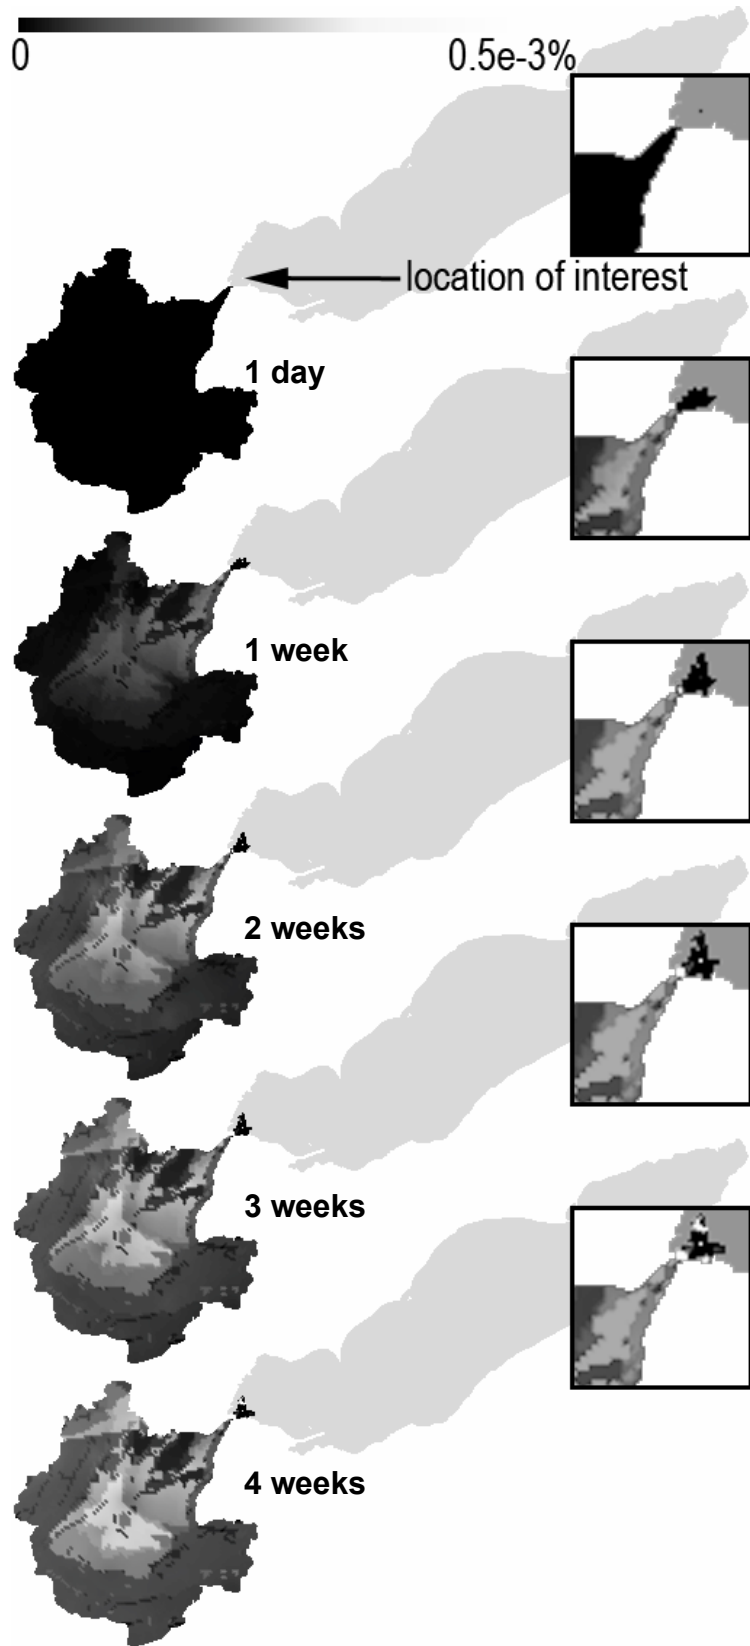 0 0.5e-3%
location of interest
1 day
1 week
2 weeks
3 weeks
4 weeks